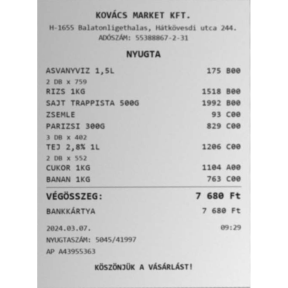 KOVÁCS MARKET KFT.
H-1655 Balatonligethalas, Hátkövesdi utca 244.
ADÓSZÁM: 55388867-2-31
NYUGTA
ASVANYVIZ 1,5L 175 B00
2 DB x 759
RIZS 1KG 1518 B00
SAJT TRAPPISTA 500G 1992 B00
ZSEMLE 93 C00
PARIZSI 300G 829 C00
3 DB x 402
TEJ 2,8% 1L 1206 C00
2 DB x 552
CUKOR 1KG 1104 A00
BANAN 1KG 763 C00
VÉGÖSSZEG: 7 680 Ft
BANKKÁRTYA 7 680 Ft
2024.03.07. 09:29
NYUGTASZÁM: 5045/41997
AP A43955363
KÖSZÖNJÜK A VÁSÁRLÁST!